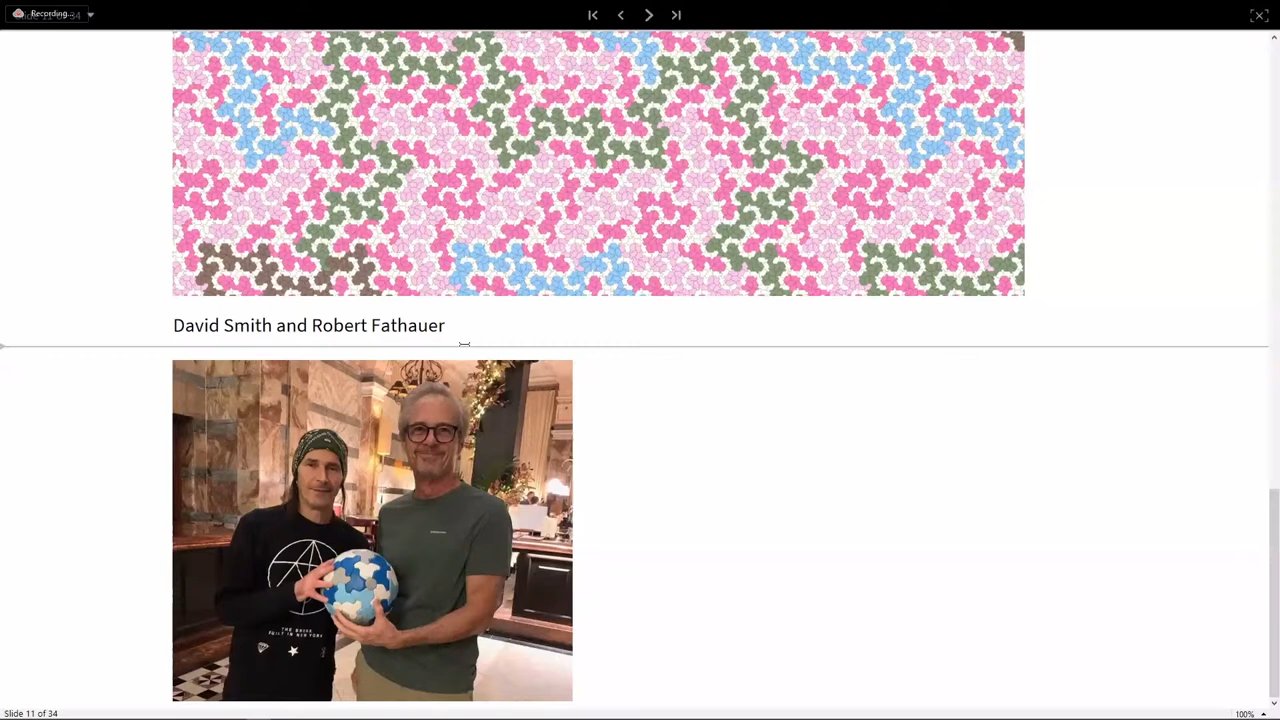 Recording...
David Smith and Robert Fathauer
Slide 11 of 34
100%